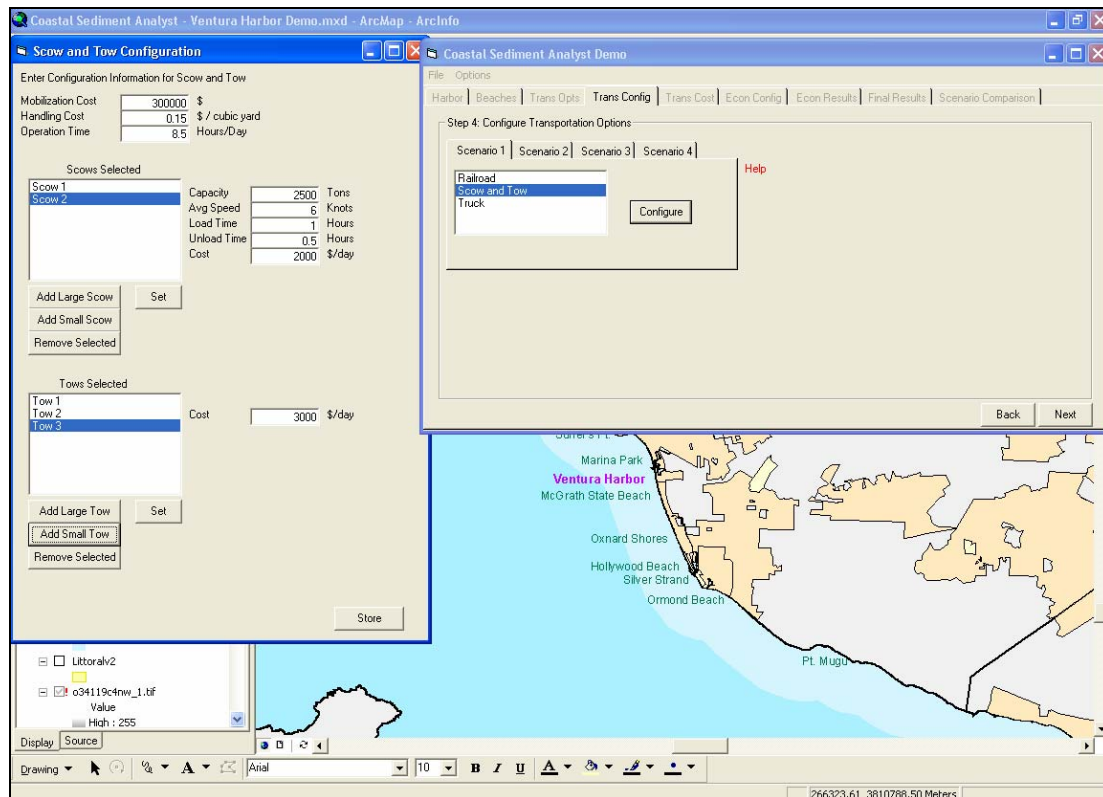 Coastal Sediment Analyst - Ventura Harbor Demo.mxd - ArcMap - ArcInfo
Scow and Tow Configuration
Enter Configuration Information for Scow and Tow
Mobilization Cost 300000 $
Handling Cost 0.15 $ / cubic yard
Operation Time 8.5 Hours/Day
Scows Selected
Scow 1
Scow 2
Capacity 2500 Tons
Avg Speed 6 Knots
Load Time 1 Hours
Unload Time 0.5 Hours
Cost 2000 $/day
Add Large Scow Set
Add Small Scow
Remove Selected
Tows Selected
Tow 1
Tow 2
Tow 3
Cost 3000 $/day
Add Large Tow Set
Add Small Tow
Remove Selected
Store
Coastal Sediment Analyst Demo
File Options
Harbor Beaches Trans Opts Trans Config Trans Cost Econ Config Econ Results Final Results Scenario Comparison
Step 4: Configure Transportation Options
Scenario 1 Scenario 2 Scenario 3 Scenario 4
Railroad
Scow and Tow
Truck
Configure
Help
Back Next
Marina Park
Ventura Harbor
McGrath State Beach
Oxnard Shores
Hollywood Beach
Silver Strand
Ormond Beach
Pt. Mugu
Littoralv2
o34119c4nw_1.tif
Value
High : 255
Display Source
Drawing A Arial 10 B I U A
266323.61 3810788.50 Meters